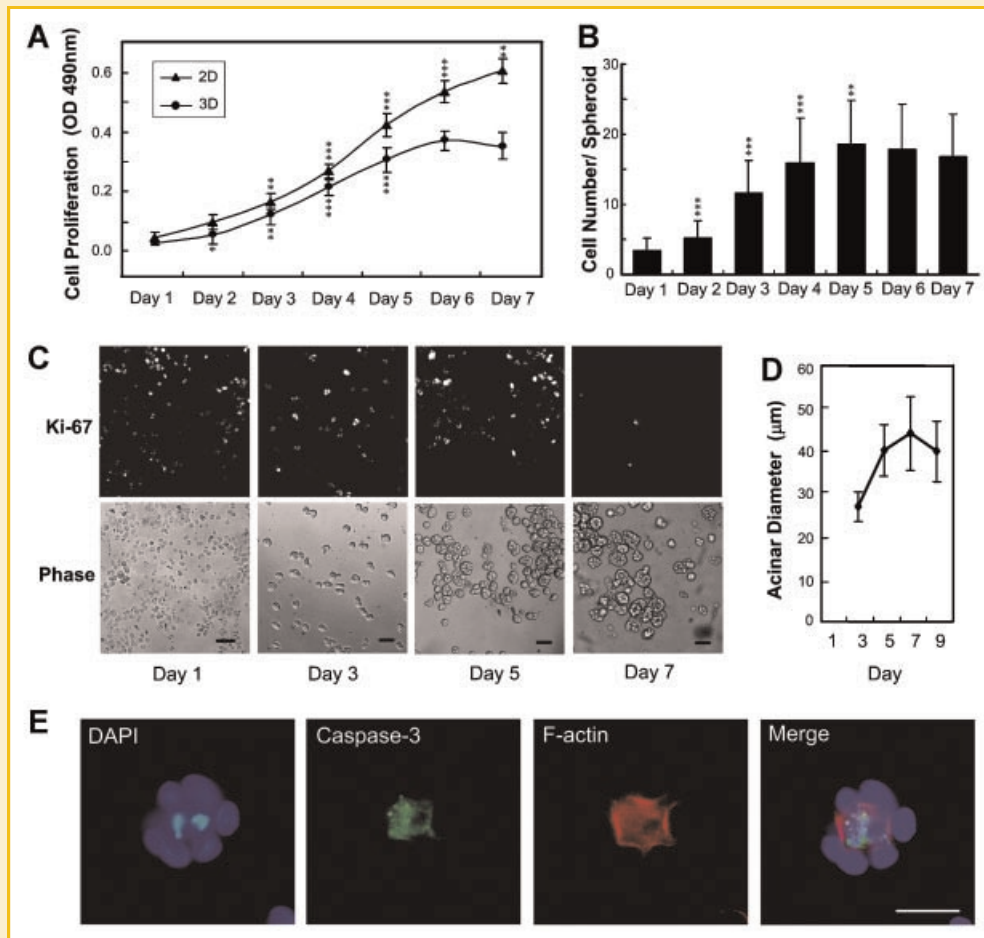 A
Cell Proliferation (OD 490nm)
0.6
0.4
0.2
0.0
2D
3D
Day 1 Day 2 Day 3 Day 4 Day 5 Day 6 Day 7
B
Cell Number/ Spheroid
30
20
10
0
Day 1 Day 2 Day 3 Day 4 Day 5 Day 6 Day 7
*** *** *** **
C
Ki-67
Phase
Day 1 Day 3 Day 5 Day 7
D
Acinar Diameter (μm)
60
50
40
30
20
10
0
1 3 5 7 9
Day
E
DAPI Caspase-3 F-actin Merge